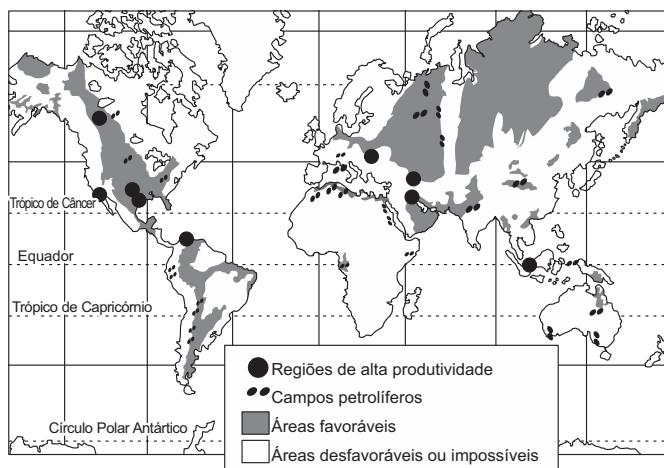 Trópico de Câncer
Equador
Trópico de Capricórnio
Regiões de alta produtividade
Campos petrolíferos
Círculo Polar Antártico
Áreas favoráveis
Áreas desfavoráveis ou impossíveis